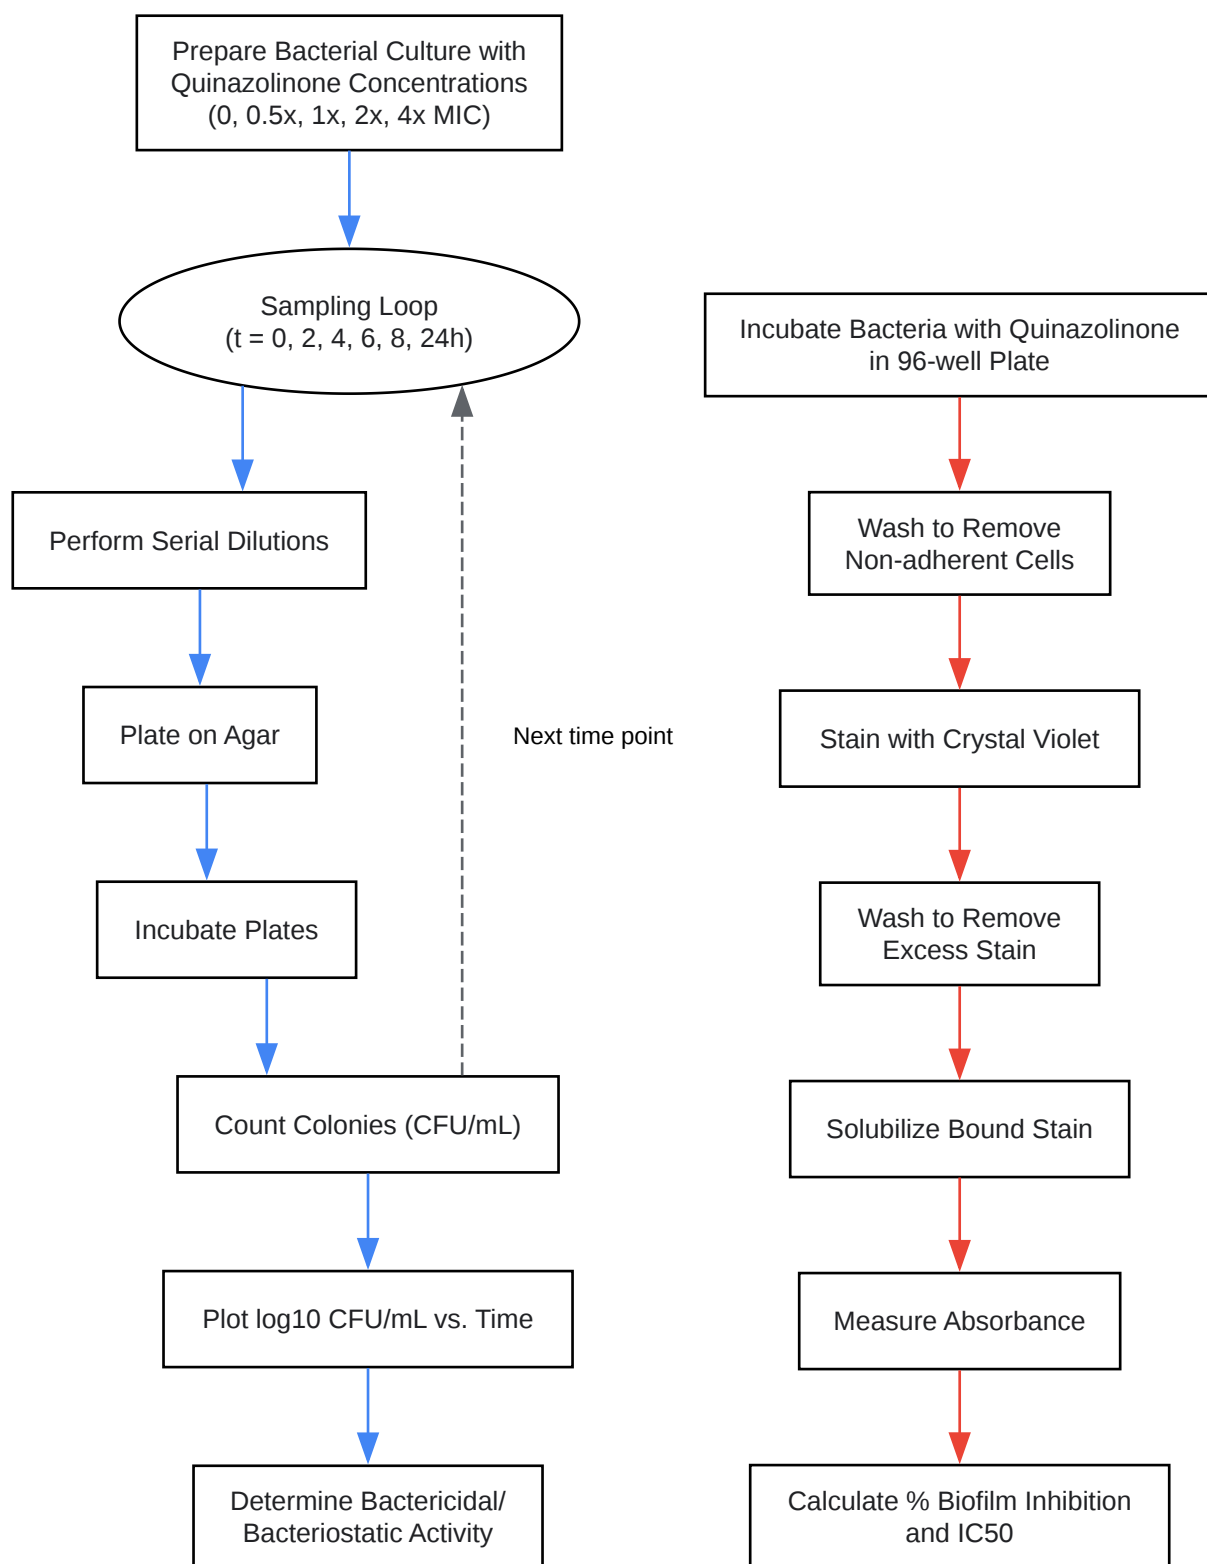 Prepare Bacterial Culture with
Quinazolinone Concentrations
(0, 0.5x, 1x, 2x, 4x MIC)
Sampling Loop
(t = 0, 2, 4, 6, 8, 24h)
Perform Serial Dilutions
Plate on Agar
Incubate Plates
Next time point
Count Colonies (CFU/mL)
Plot log10 CFU/mL vs. Time
Determine Bactericidal/
Bacteriostatic Activity
Incubate Bacteria with Quinazolinone
in 96-well Plate
Wash to Remove
Non-adherent Cells
Stain with Crystal Violet
Wash to Remove
Excess Stain
Solubilize Bound Stain
Measure Absorbance
Calculate % Biofilm Inhibition
and IC50